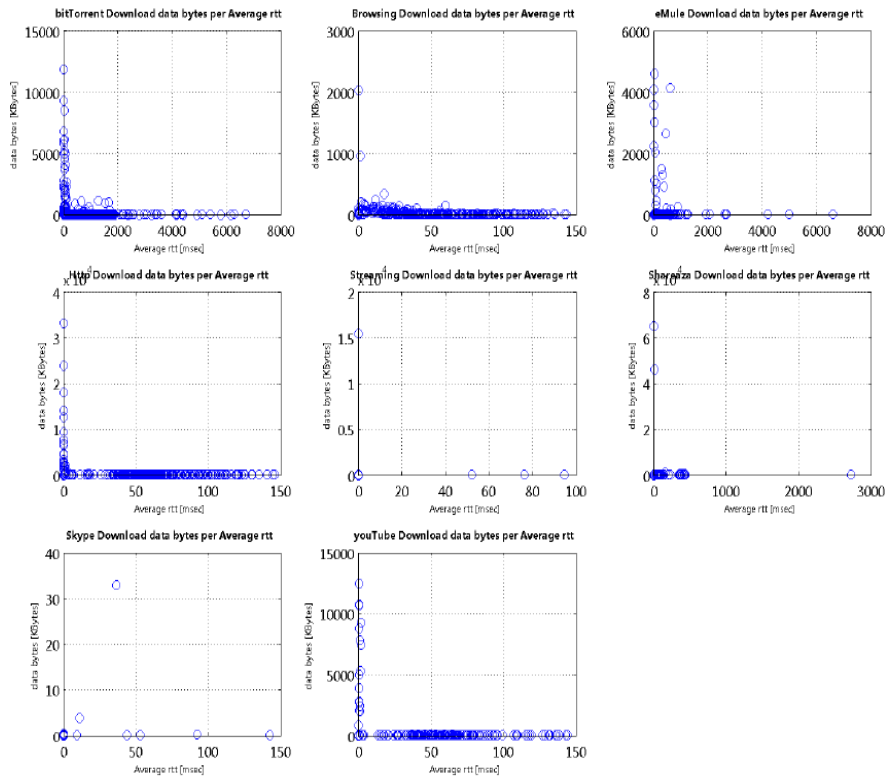 bitTorrent Download data bytes per Average rtt
15000
10000
5000
0
data bytes [KBytes]
0 2000 4000 6000 8000
Average rtt [msec]
Browsing Download data bytes per Average rtt
3000
2000
1000
0
data bytes [KBytes]
0 50 100 150
Average rtt [msec]
eMule Download data bytes per Average rtt
6000
4000
2000
0
data bytes [KBytes]
0 2000 4000 6000 8000
Average rtt [msec]
Http Download data bytes per Average rtt
x 10^4
4
3
2
1
0
data bytes [KBytes]
0 50 100 150
Average rtt [msec]
Streaming Download data bytes per Average rtt
x 10^4
2
1.5
1
0.5
0
data bytes [KBytes]
0 20 40 60 80 100
Average rtt [msec]
Shareaza Download data bytes per Average rtt
x 10^4
8
6
4
2
0
data bytes [KBytes]
0 1000 2000 3000
Average rtt [msec]
Skype Download data bytes per Average rtt
40
30
20
10
0
data bytes [KBytes]
0 50 100 150
Average rtt [msec]
youTube Download data bytes per Average rtt
15000
10000
5000
0
data bytes [KBytes]
0 50 100 150
Average rtt [msec]